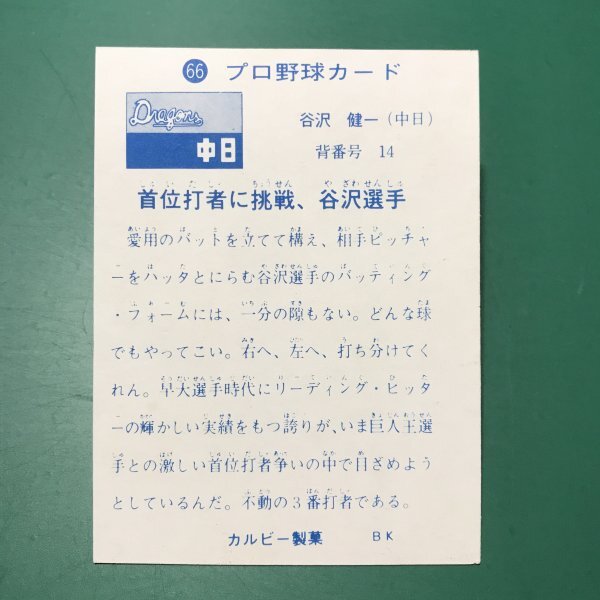 66 プロ野球カード
Dragons
中日
谷沢 健一(中日)
背番号 14
首位打者に挑戦、谷沢選手
愛用のバットを立てて構え、相手ピッチャ
ーをハッタとにらむ谷沢選手のバッティング
・フォームには、一分の隙もない。どんな球
でもやってこい。右へ、左へ、打ち分けてく
れん。早大選手時代にリーディング・ヒッタ
ーの輝かしい実績をもつ誇りが、いま巨人王選
手との激しい首位打者争いの中で目ざめよう
としているんだ。不動の3番打者である。
カルビー製菓 BK